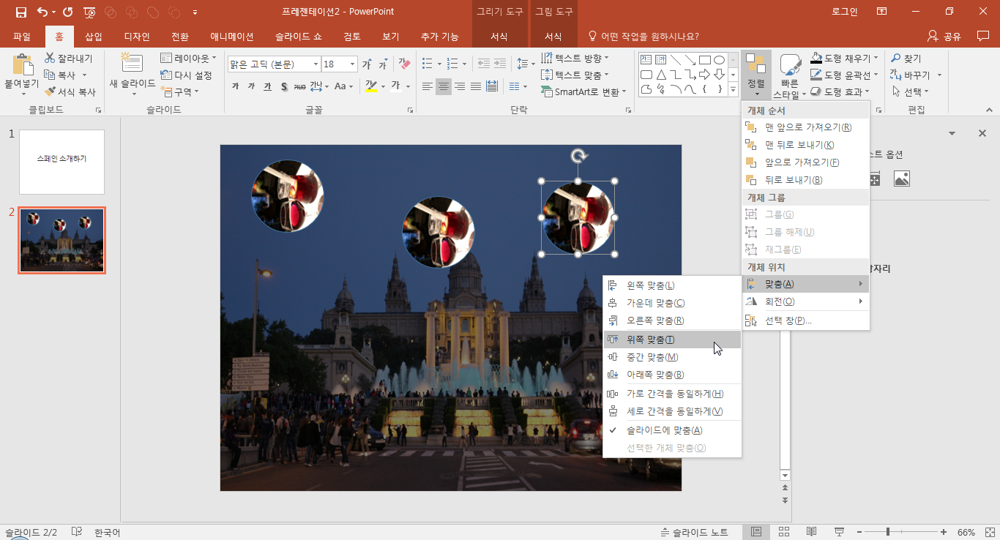 프레젠테이션2 - PowerPoint
그리기 도구
그림 도구
로그인
파일
홈
삽입
디자인
전환
애니메이션
슬라이드 쇼
검토
보기
추가 기능
서식
서식
어떤 작업을 원하시나요?
공유
붙여넣기
잘라내기
복사
서식 복사
클립보드
새 슬라이드
레이아웃
다시 설정
구역
슬라이드
맑은 고딕 (본문)
18
가 가 가 S 가나다 가 Aa 가 가
글꼴
텍스트 방향
텍스트 맞춤
SmartArt로 변환
단락
정렬
빠른
스타일
도형 채우기
도형 윤곽선
도형 효과
찾기
바꾸기
선택
편집
개체 순서
맨 앞으로 가져오기(R)
맨 뒤로 보내기(K)
앞으로 가져오기(F)
뒤로 보내기(B)
개체 그룹
그룹(G)
그룹 해제(U)
재그룹(E)
개체 위치
맞춤(A)
회전(O)
선택 창(P)...
왼쪽 맞춤(L)
가운데 맞춤(C)
오른쪽 맞춤(R)
위쪽 맞춤(T)
중간 맞춤(M)
아래쪽 맞춤(B)
가로 간격을 동일하게(H)
세로 간격을 동일하게(V)
슬라이드에 맞춤(A)
선택한 개체 맞춤(O)
옵션
자리
1
스페인 소개하기
2
슬라이드 2/2
한국어
슬라이드 노트
66%